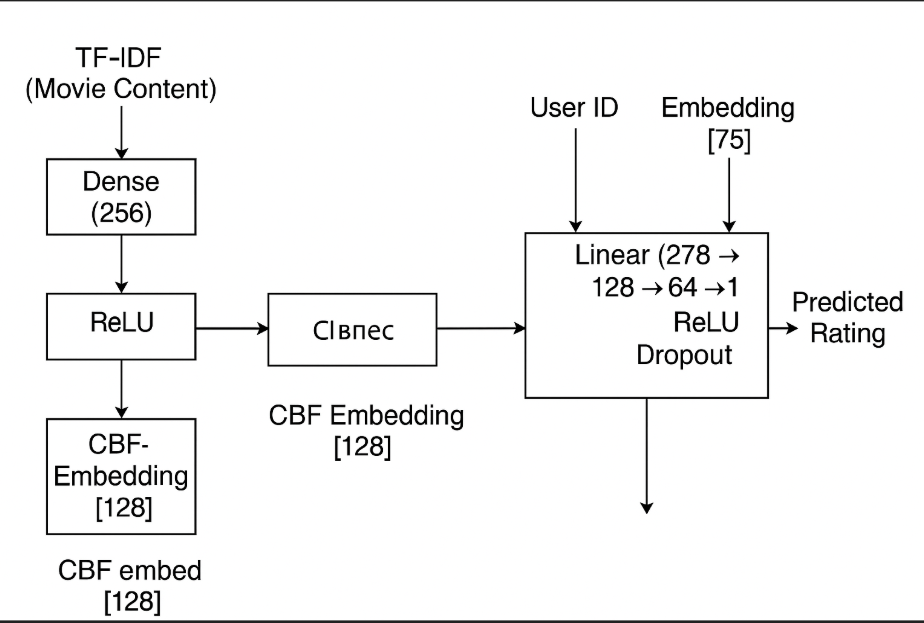 TF-IDF
(Movie Content)
Dense
(256)
ReLU
CBF-
Embedding
[128]
CBF embed
[128]
CIвпес
CBF Embedding
[128]
User ID
Embedding
[75]
Linear (278 →
128 → 64 → 1
ReLU
Dropout
Predicted
Rating